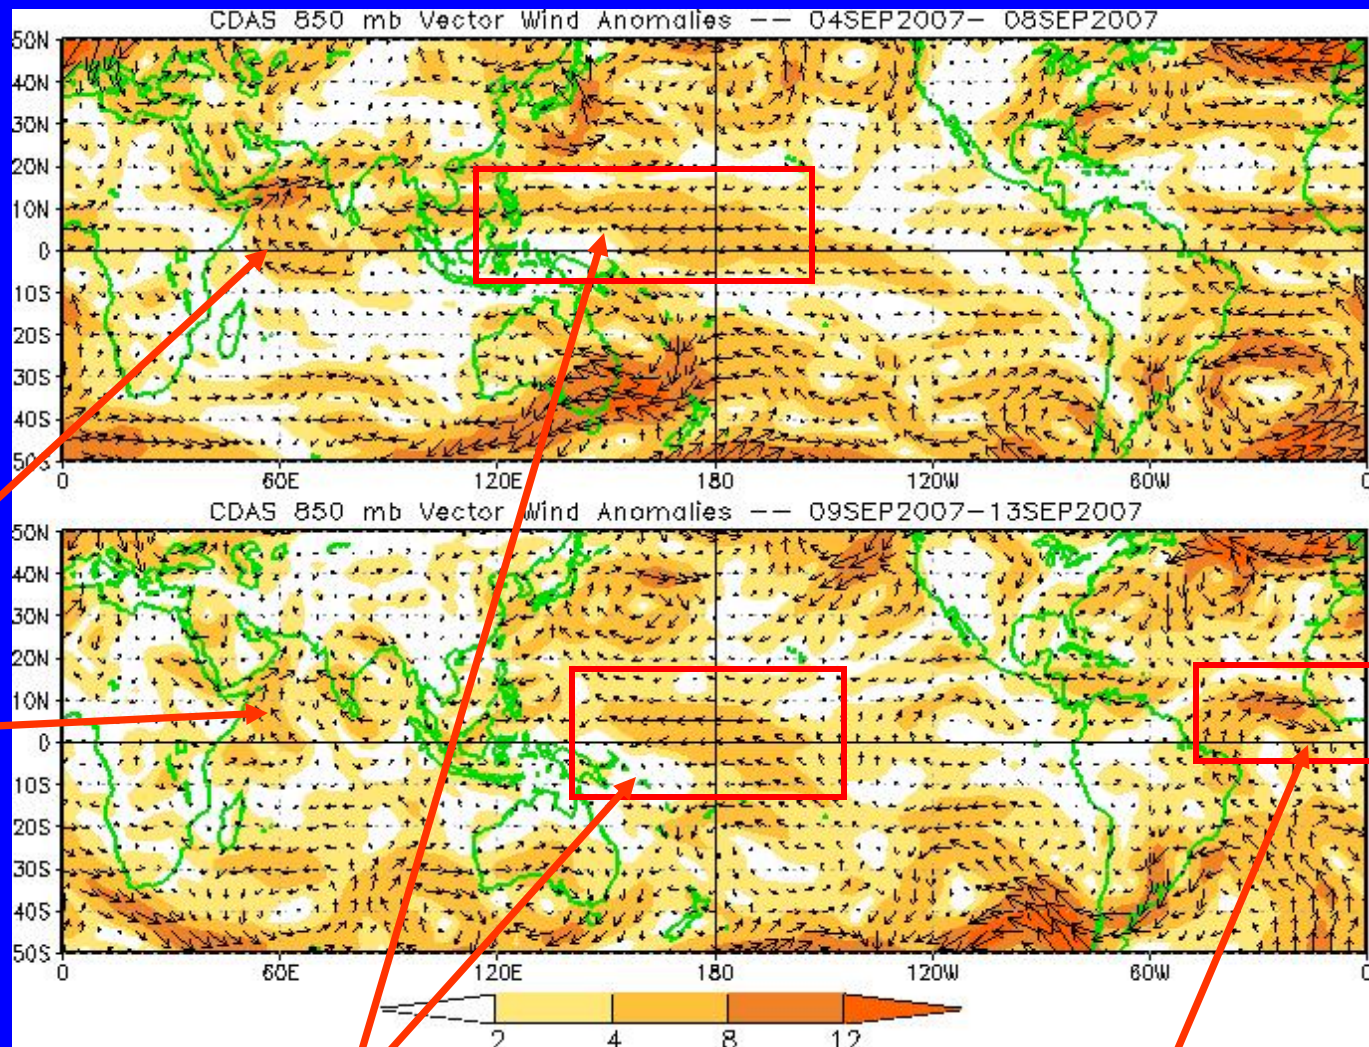 CDAS 850 mb Vector Wind Anomalies -- 04SEP2007- 08SEP2007
50N
40N
30N
20N
10N
0
10S
20S
30S
40S
50S
0 60E 120E 180 120W 60W 0
CDAS 850 mb Vector Wind Anomalies -- 09SEP2007-13SEP2007
50N
40N
30N
20N
10N
0
10S
20S
30S
40S
50S
0 60E 120E 180 120W 60W 0
2 4 8 12